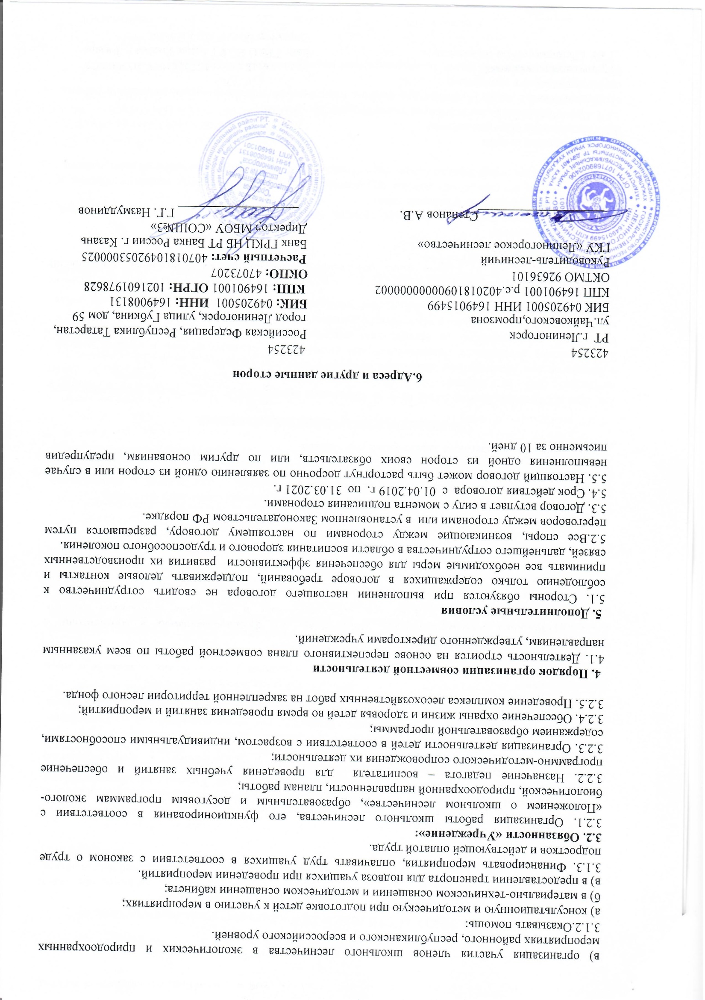 в) организация участия членов школьного лесничества в экологических и природоохранных
мероприятиях районного, республиканского и всероссийского уровней.
3.1.2.Оказывать помощь:
а) консультационную и методическую при подготовке детей к участию в мероприятиях;
б) в материально-техническом оснащении и методическом оснащении кабинета;
в) в предоставлении транспорта для подвоза учащихся при проведении мероприятий.
3.1.3. Финансировать мероприятия, оплачивать труд учащихся в соответствии с законом о труде
подростков и действующей оплатой труда.
3.2. Обязанности «Учреждение»:
3.2.1. Организация работы школьного лесничества, его функционирования в соответствии с
«Положением о школьном лесничестве», образовательным и досуговым программам эколого-
биологической, природоохранной направленности, планам работы;
3.2.2. Назначение педагога – воспитателя для проведения учебных занятий и обеспечение
программно-методического сопровождения их деятельности;
3.2.3. Организация деятельности детей в соответствии с возрастом, индивидуальными способностями,
содержанием образовательной программы;
3.2.4. Обеспечение охраны жизни и здоровья детей во время проведения занятий и мероприятий;
3.2.5. Проведение комплекса лесохозяйственных работ на закрепленной территории лесного фонда.
4. Порядок организации совместной деятельности
4.1. Деятельность строится на основе перспективного плана совместной работы по всем указанным
направлениям, утвержденного директорами учреждений.
5. Дополнительные условия
5.1. Стороны обязуются при выполнении настоящего договора не сводить сотрудничество к
соблюдению только содержащихся в договоре требований, поддерживать деловые контакты и
принимать все необходимые меры для обеспечения эффективности развития их производственных
связей, дальнейшего сотрудничества в области воспитания здорового и трудоспособного поколения.
5.2.Все споры, возникающие между сторонами по настоящему договору, разрешаются путем
переговоров между сторонами или в установленном Законодательством РФ порядке.
5.3. Договор вступает в силу с момента подписания сторонами.
5.4. Срок действия договора с 01.04.2019 г. по 31.03.2021 г.
5.5. Настоящий договор может быть расторгнут досрочно по заявлению одной из сторон или в случае
невыполнения одной из сторон своих обязательств, или по другим основаниям, предупредив
письменно за 10 дней.
6.Адреса и другие данные сторон
423254
РТ г.Лениногорск
ул.Чайковского,промзона
БИК 049205001 ИНН 1649015499
КПП 164901001 р.с.40201810900000000002
ОКТМО 92636101
Руководитель-лесничий
ГКУ «Лениногорское лесничество»
Степанов А.В.
423254
Российская Федерация, Республика Татарстан,
город Лениногорск, улица Губкина, дом 59
БИК: 049205001 ИНН: 1649008131
КПП: 164901001 ОГРН: 1021601978628
ОКПО: 47073207
Расчетный счет: 40701810492053000025
Банк ГРКЦ НБ РТ Банка России г. Казань
Директор МБОУ «СОШ№3»
Г.Г. Назмуддинов